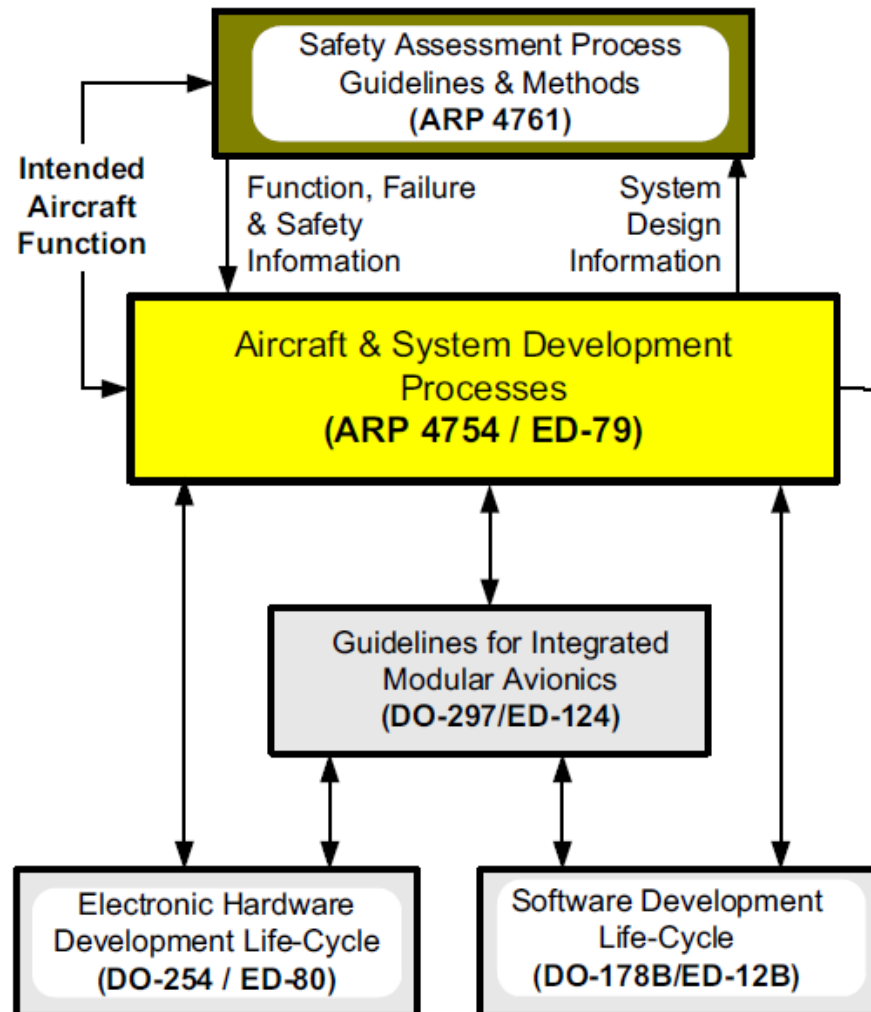 Safety Assessment Process
Guidelines & Methods
(ARP 4761)
Intended
Aircraft
Function
Function, Failure
& Safety
Information
System
Design
Information
Aircraft & System Development
Processes
(ARP 4754 / ED-79)
Guidelines for Integrated
Modular Avionics
(DO-297/ED-124)
Electronic Hardware
Development Life-Cycle
(DO-254 / ED-80)
Software Development
Life-Cycle
(DO-178B/ED-12B)